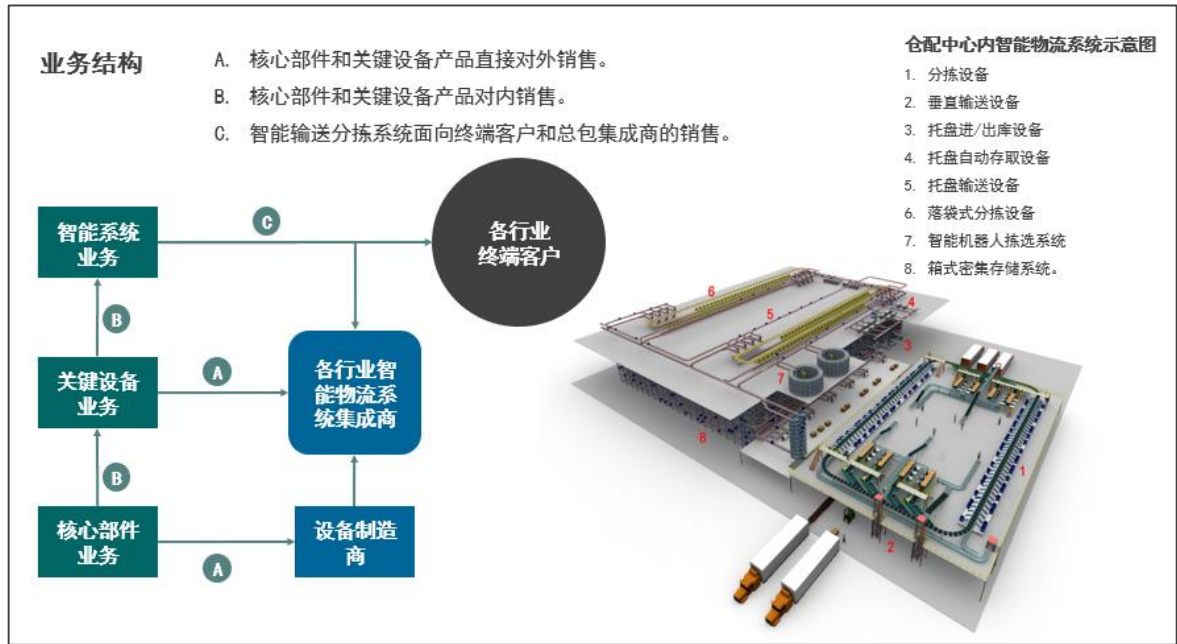 业务结构
A. 核心部件和关键设备产品直接对外销售。
B. 核心部件和关键设备产品对内销售。
C. 智能输送分拣系统面向终端客户和总包集成商的销售。
仓配中心内智能物流系统示意图
1. 分拣设备
2. 垂直输送设备
3. 托盘进/出库设备
4. 托盘自动存取设备
5. 托盘输送设备
6. 落袋式分拣设备
7. 智能机器人拣选系统
8. 箱式密集存储系统。
智能系统
业务
C
各行业
终端客户
B
关键设备
业务
A
各行业智
能物流系
统集成商
B
核心部件
业务
A
设备制造
商
6
5
4
3
7
8
1
2